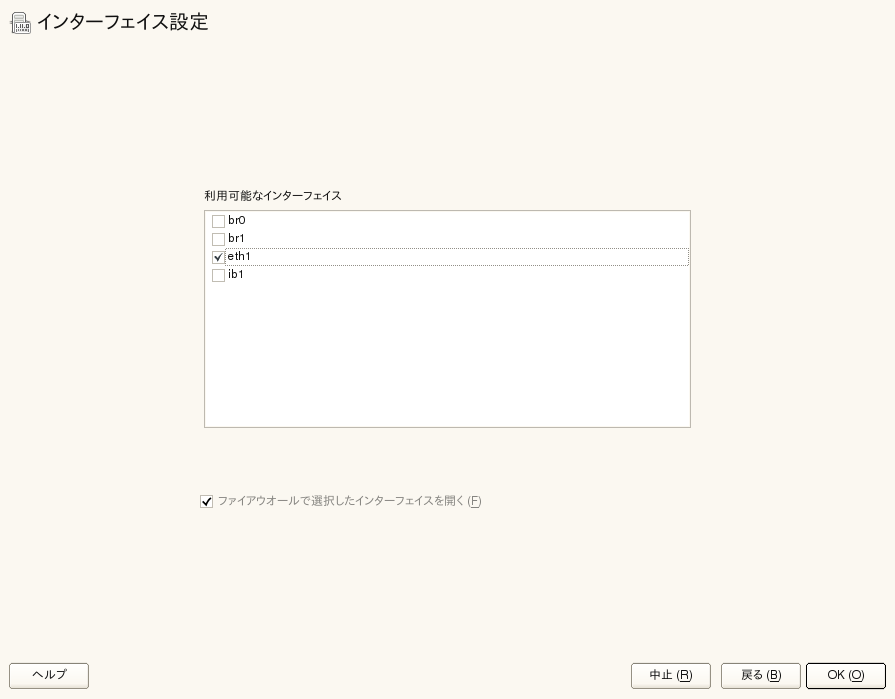 インターフェイス設定
利用可能なインターフェイス
br0
br1
eth1
ib1
ファイアウオールで選択したインターフェイスを開く (F)
ヘルプ
中止 (R)
戻る (B)
OK (O)